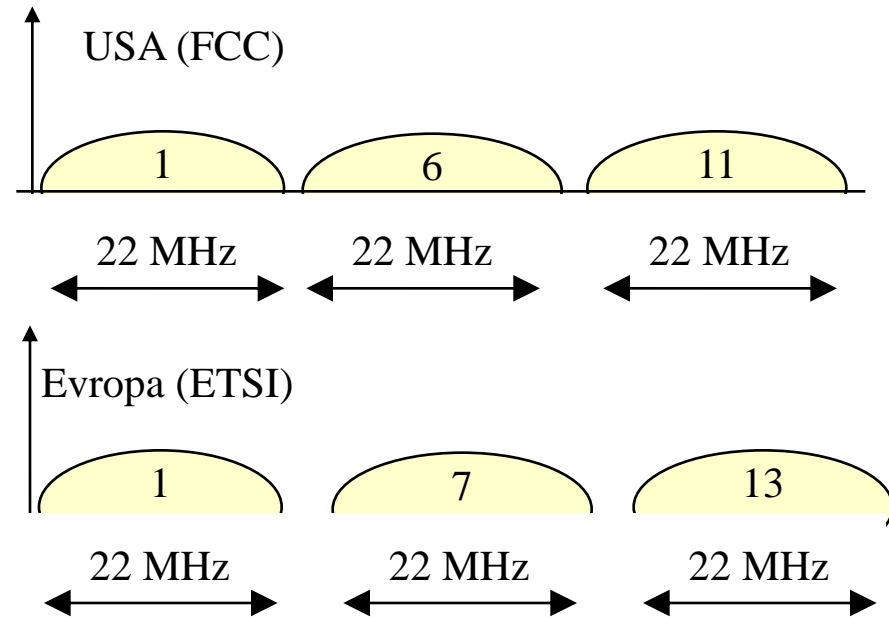 USA (FCC)
1 6 11
22 MHz 22 MHz 22 MHz
Evropa (ETSI)
1 7 13
22 MHz 22 MHz 22 MHz